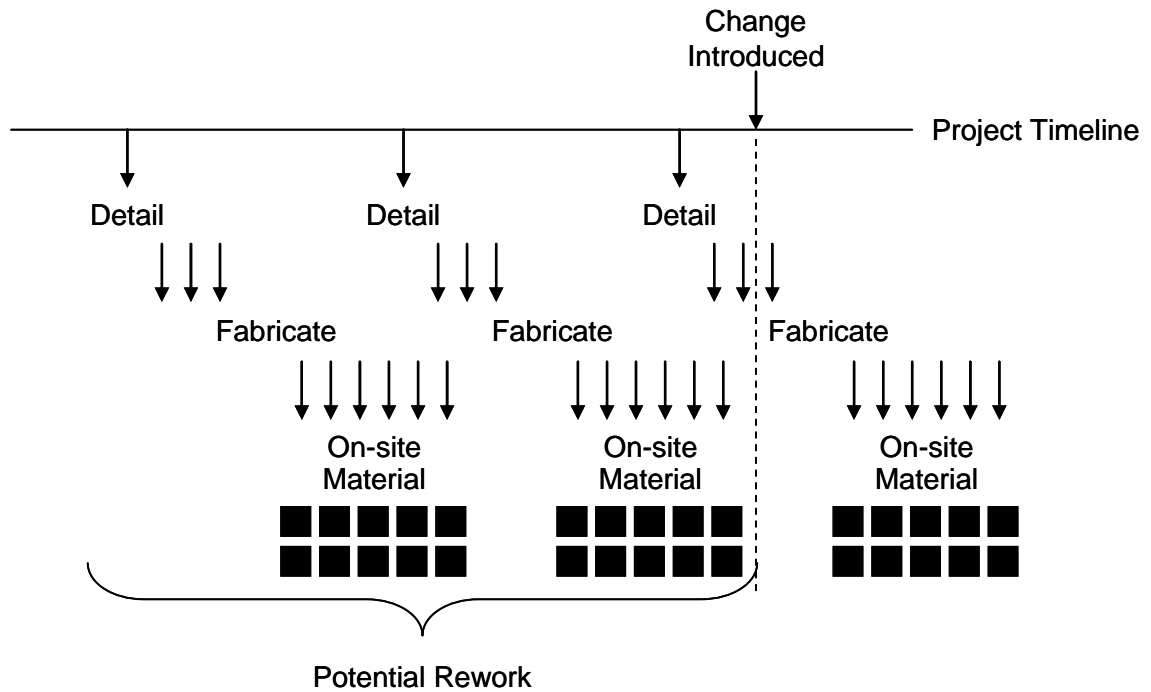 Change
Introduced
Project Timeline
Detail
Detail
Detail
Fabricate
Fabricate
Fabricate
On-site
Material
On-site
Material
On-site
Material
Potential Rework